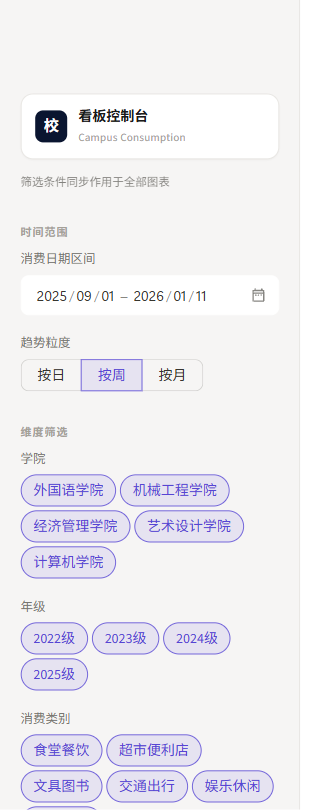 校
看板控制台
Campus Consumption
筛选条件同步作用于全部图表
时间范围
消费日期区间
2025/09/01 – 2026/01/11
趋势粒度
按日 按周 按月
维度筛选
学院
外国语学院 机械工程学院
经济管理学院 艺术设计学院
计算机学院
年级
2022级 2023级 2024级
2025级
消费类别
食堂餐饮 超市便利店
文具图书 交通出行 娱乐休闲